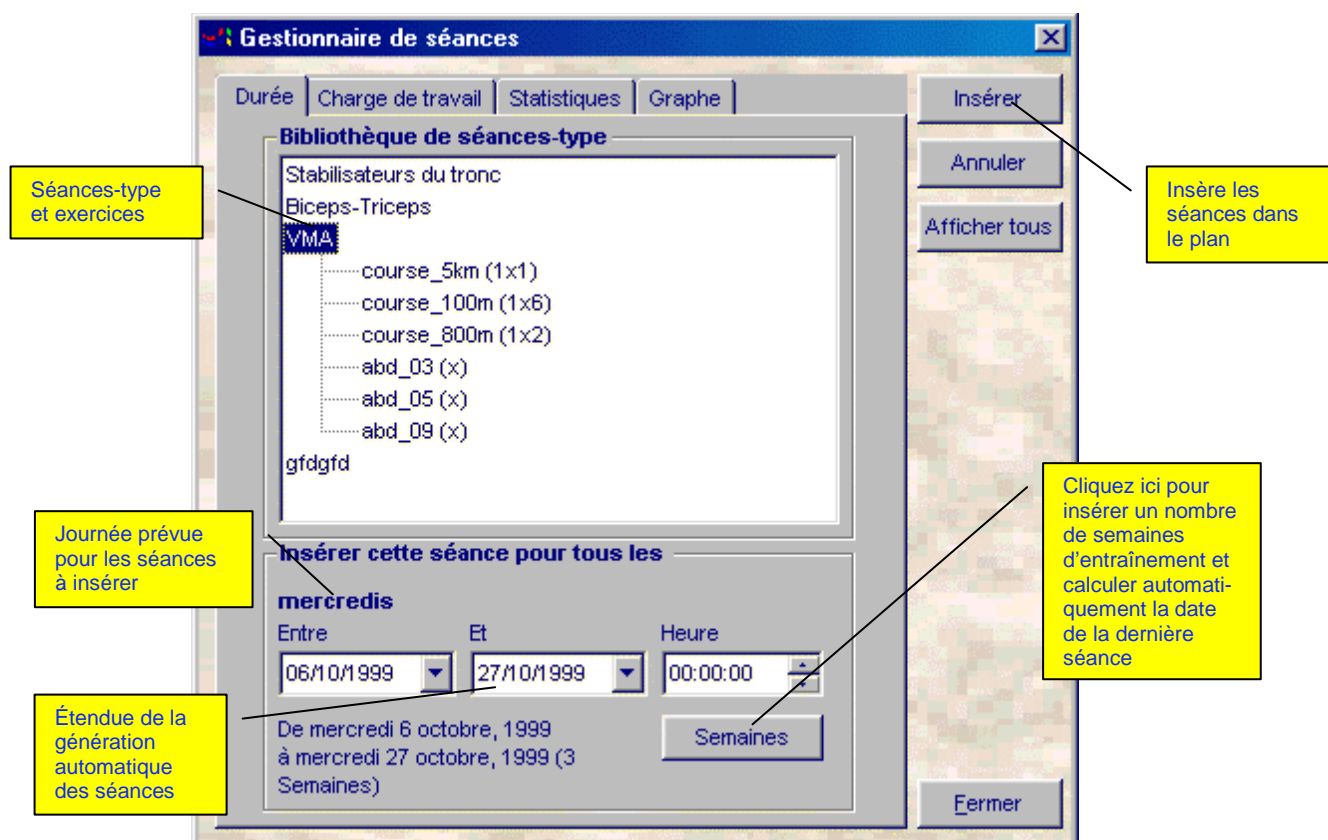 Gestionnaire de séances
Durée
Charge de travail
Statistiques
Graphe
Insérer
Annuler
Afficher tous
Bibliothèque de séances-type
Stabilisateurs du tronc
Biceps-Triceps
VMA
course_5km (1x1)
course_100m (1x6)
course_800m (1x2)
abd_03 (x)
abd_05 (x)
abd_09 (x)
gfdgfd
Séances-type
et exercices
Insère les
séances dans
le plan
Journée prévue
pour les séances
à insérer
Insérer cette séance pour tous les
mercredis
Entre
Et
Heure
06/10/1999
27/10/1999
00:00:00
De mercredi 6 octobre, 1999
à mercredi 27 octobre, 1999 (3
Semaines)
Semaines
Cliquez ici pour
insérer un nombre
de semaines
d’entraînement et
calculer automati-
quement la date
de la dernière
séance
Étendue de la
génération
automatique
des séances
Fermer